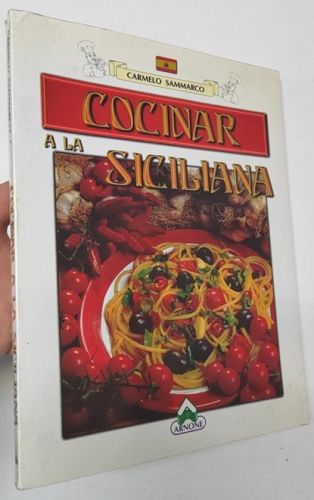 CARMELO SAMMARCO
COCINAR
A LA
SICILIANA
ARNONE